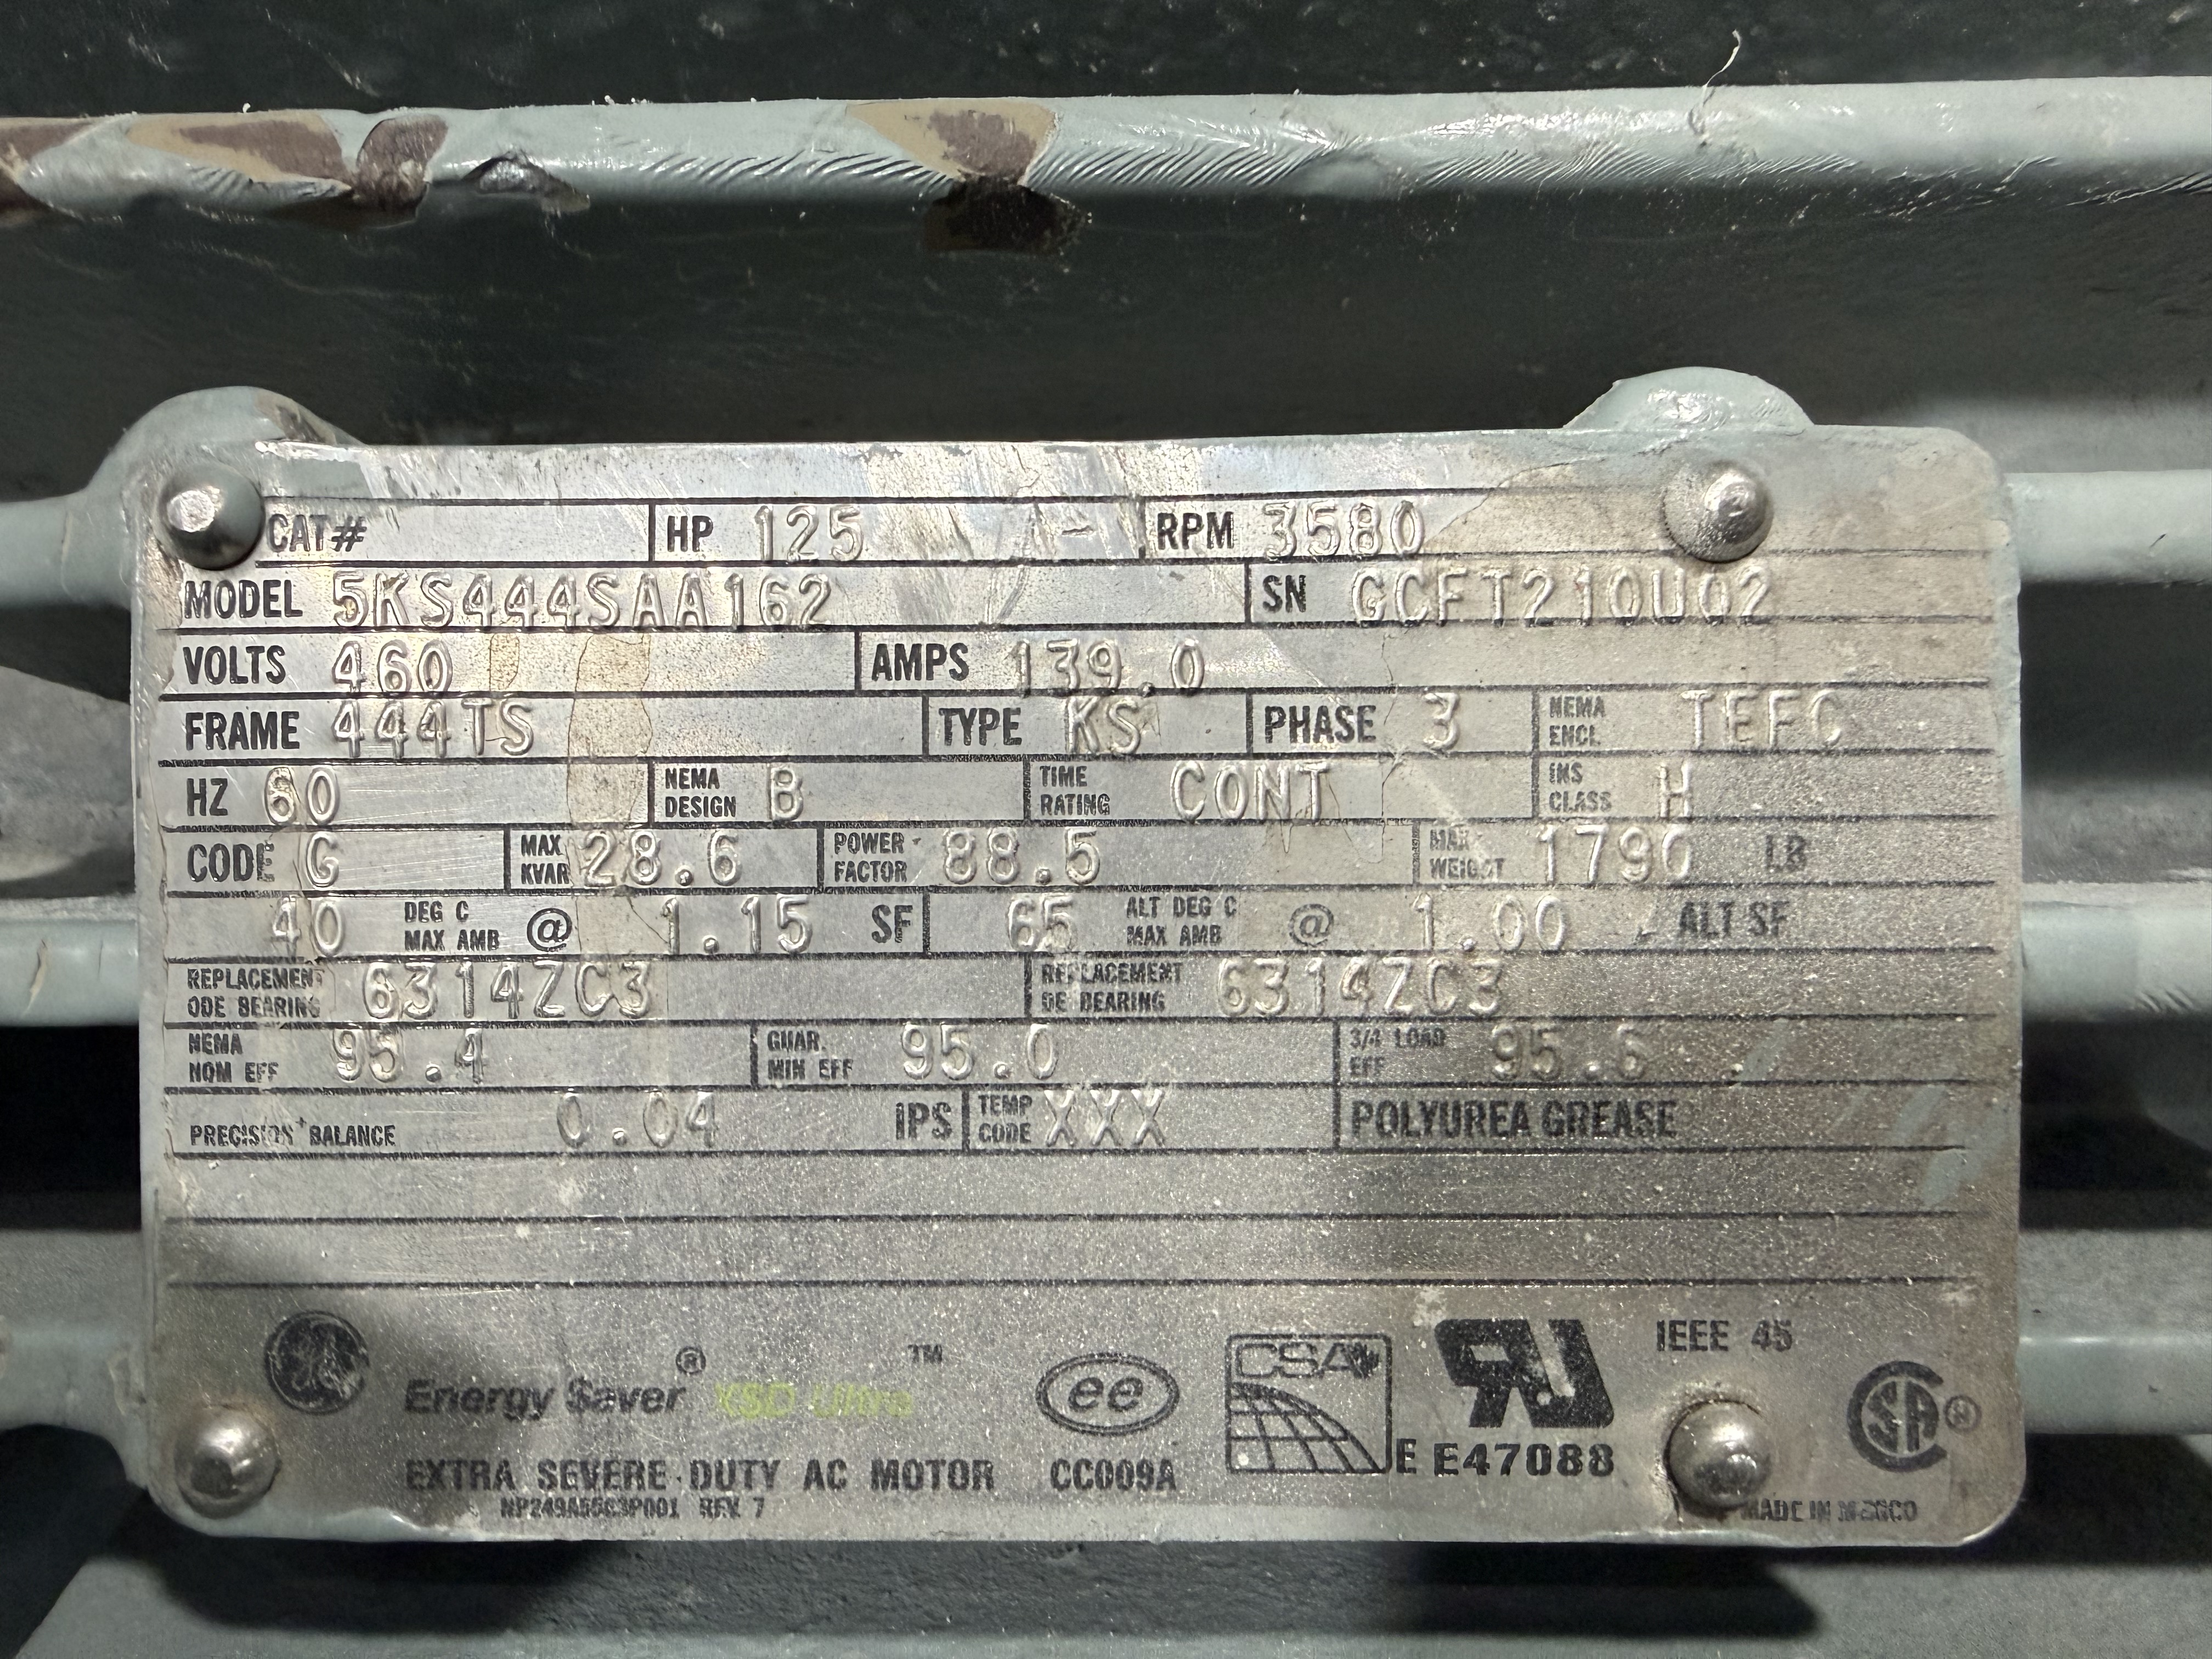 CAT# HP 125 RPM 3580
MODEL 5KS444SAA162 SN GCFT210U02
VOLTS 460 AMPS 139.0
FRAME 444TS TYPE KS PHASE 3 NEMA ENCL TEFC
HZ 60 NEMA DESIGN B TIME RATING CONT INS CLASS H
CODE G MAX KVAR 28.6 POWER FACTOR 88.5 MAX WEIGHT 1790 LB
40 DEG C MAX AMB @ 1.15 SF 65 ALT DEG C MAX AMB @ 1.00 ALT SF
REPLACEMENT ODE BEARING 6314ZC3 REPLACEMENT DE BEARING 6314ZC3
NEMA NOM EFF 95.4 GUAR. MIN EFF 95.0 3/4 LOAD EFF 95.6
PRECISION+ BALANCE 0.04 IPS TEMP CODE XXX POLYUREA GREASE
GE Energy Saver® XSD Ultra™ ee CSA RU IEEE 45
EXTRA SEVERE DUTY AC MOTOR CC009A E E47088 SA®
REV. 7 MADE IN MEXICO